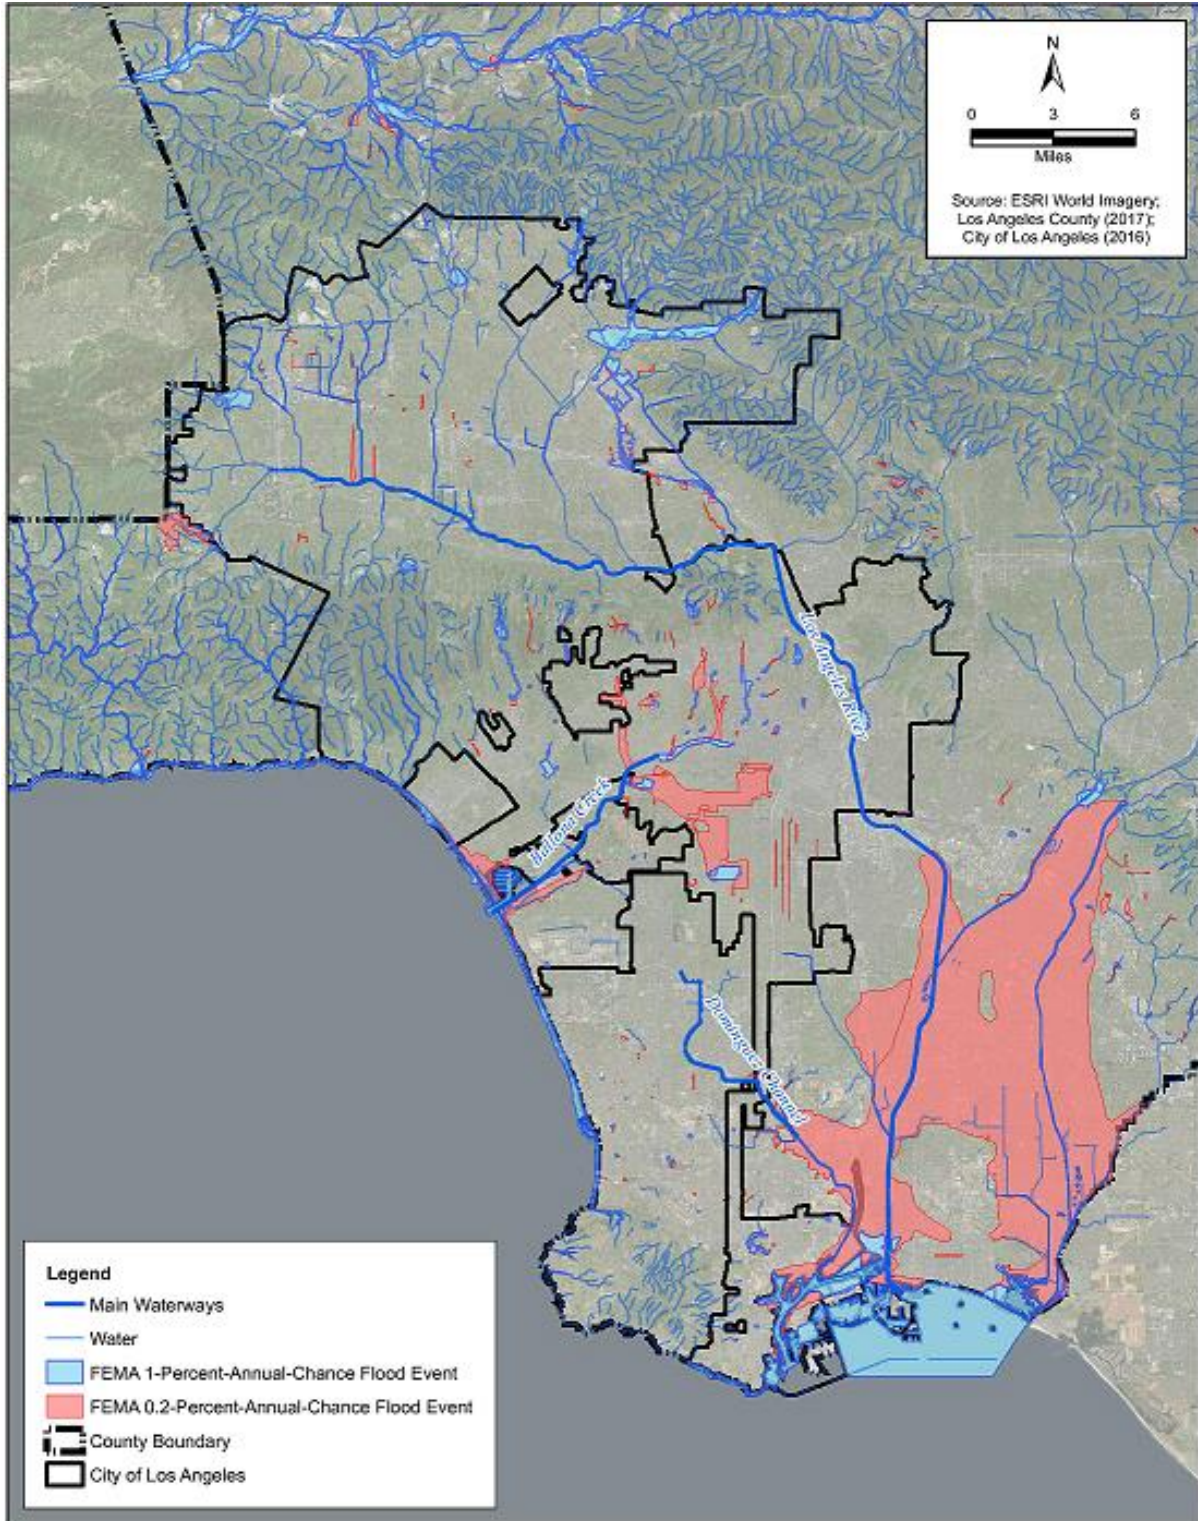 N
0 3 6
Miles
Source: ESRI World Imagery;
Los Angeles County (2017);
City of Los Angeles (2016)
Los Angeles River
Ballona Creek
Dominguez Channel
Legend
Main Waterways
Water
FEMA 1-Percent-Annual-Chance Flood Event
FEMA 0.2-Percent-Annual-Chance Flood Event
County Boundary
City of Los Angeles